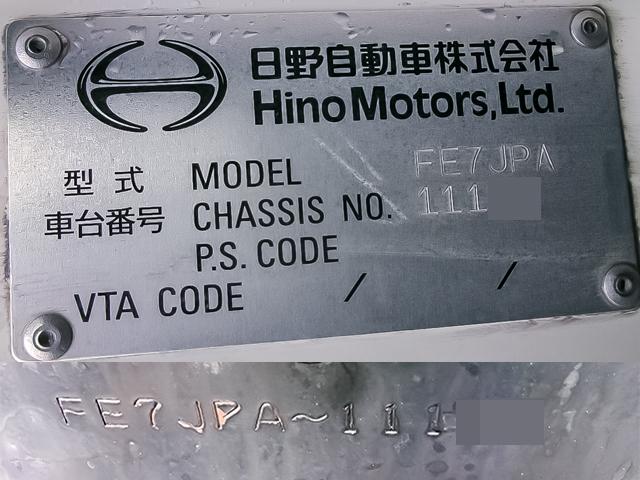 日野自動車株式会社
Hino Motors, Ltd.
型式 MODEL FE7JPA
車台番号 CHASSIS NO. 111
P.S. CODE
VTA CODE / /
FE7JPA~111